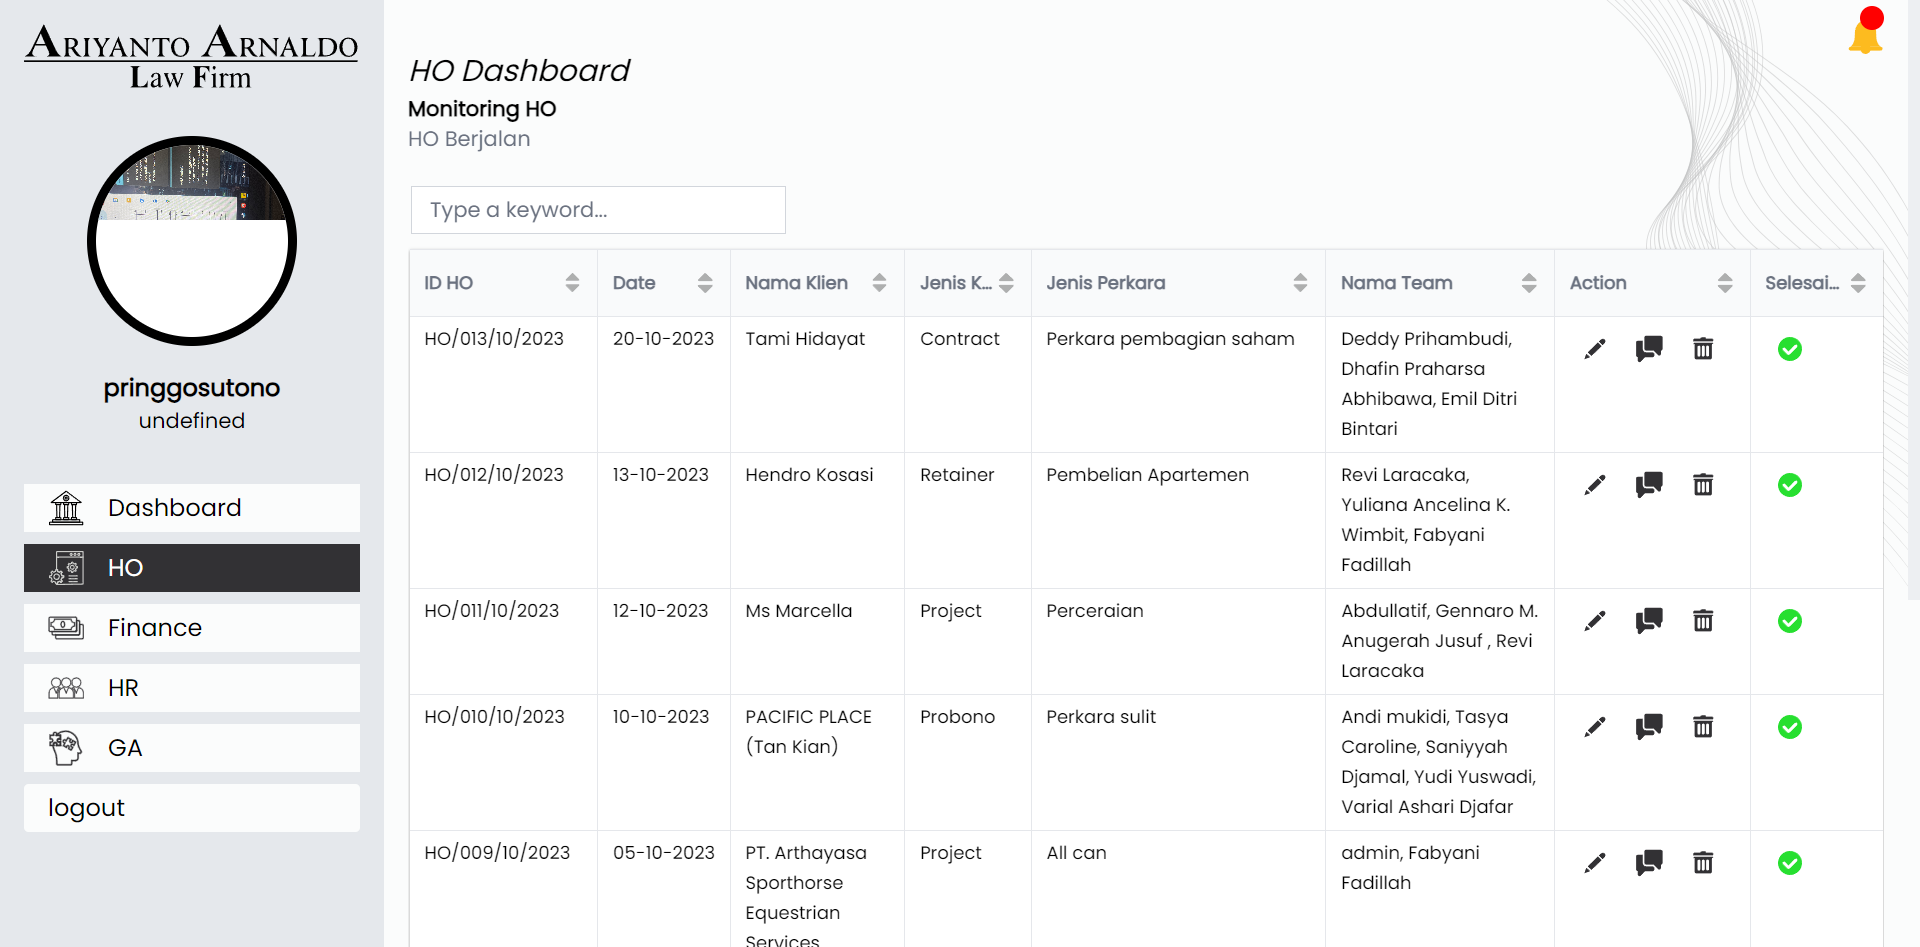 ARIYANTO ARNALDO
Law Firm
pringgosutono
undefined
Dashboard
HO
Finance
HR
GA
logout
HO Dashboard
Monitoring HO
HO Berjalan
Type a keyword...
ID HO Date Nama Klien Jenis K... Jenis Perkara Nama Team Action Selesai...
HO/013/10/2023 20-10-2023 Tami Hidayat Contract Perkara pembagian saham Deddy Prihambudi,
Dhafin Praharsa
Abhibawa, Emil Ditri
Bintari
HO/012/10/2023 13-10-2023 Hendro Kosasi Retainer Pembelian Apartemen Revi Laracaka,
Yuliana Ancelina K.
Wimbit, Fabyani
Fadillah
HO/011/10/2023 12-10-2023 Ms Marcella Project Perceraian Abdullatif, Gennaro M.
Anugerah Jusuf , Revi
Laracaka
HO/010/10/2023 10-10-2023 PACIFIC PLACE Probono Perkara sulit Andi mukidi, Tasya
(Tan Kian) Caroline, Saniyyah
Djamal, Yudi Yuswadi,
Varial Ashari Djafar
HO/009/10/2023 05-10-2023 PT. Arthayasa Project All can admin, Fabyani
Sporthorse Fadillah
Equestrian
Services